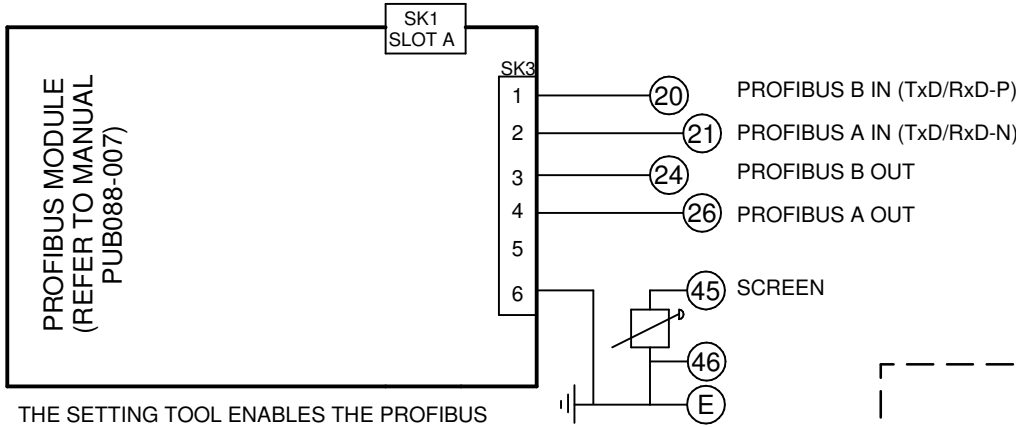 SK1
SLOT A
PROFIBUS MODULE
(REFER TO MANUAL
PUB088-007)
SK3
1
20
PROFIBUS B IN (TxD/RxD-P)
2
21
PROFIBUS A IN (TxD/RxD-N)
3
24
PROFIBUS B OUT
4
26
PROFIBUS A OUT
5
6
45
SCREEN
46
E
THE SETTING TOOL ENABLES THE PROFIBUS